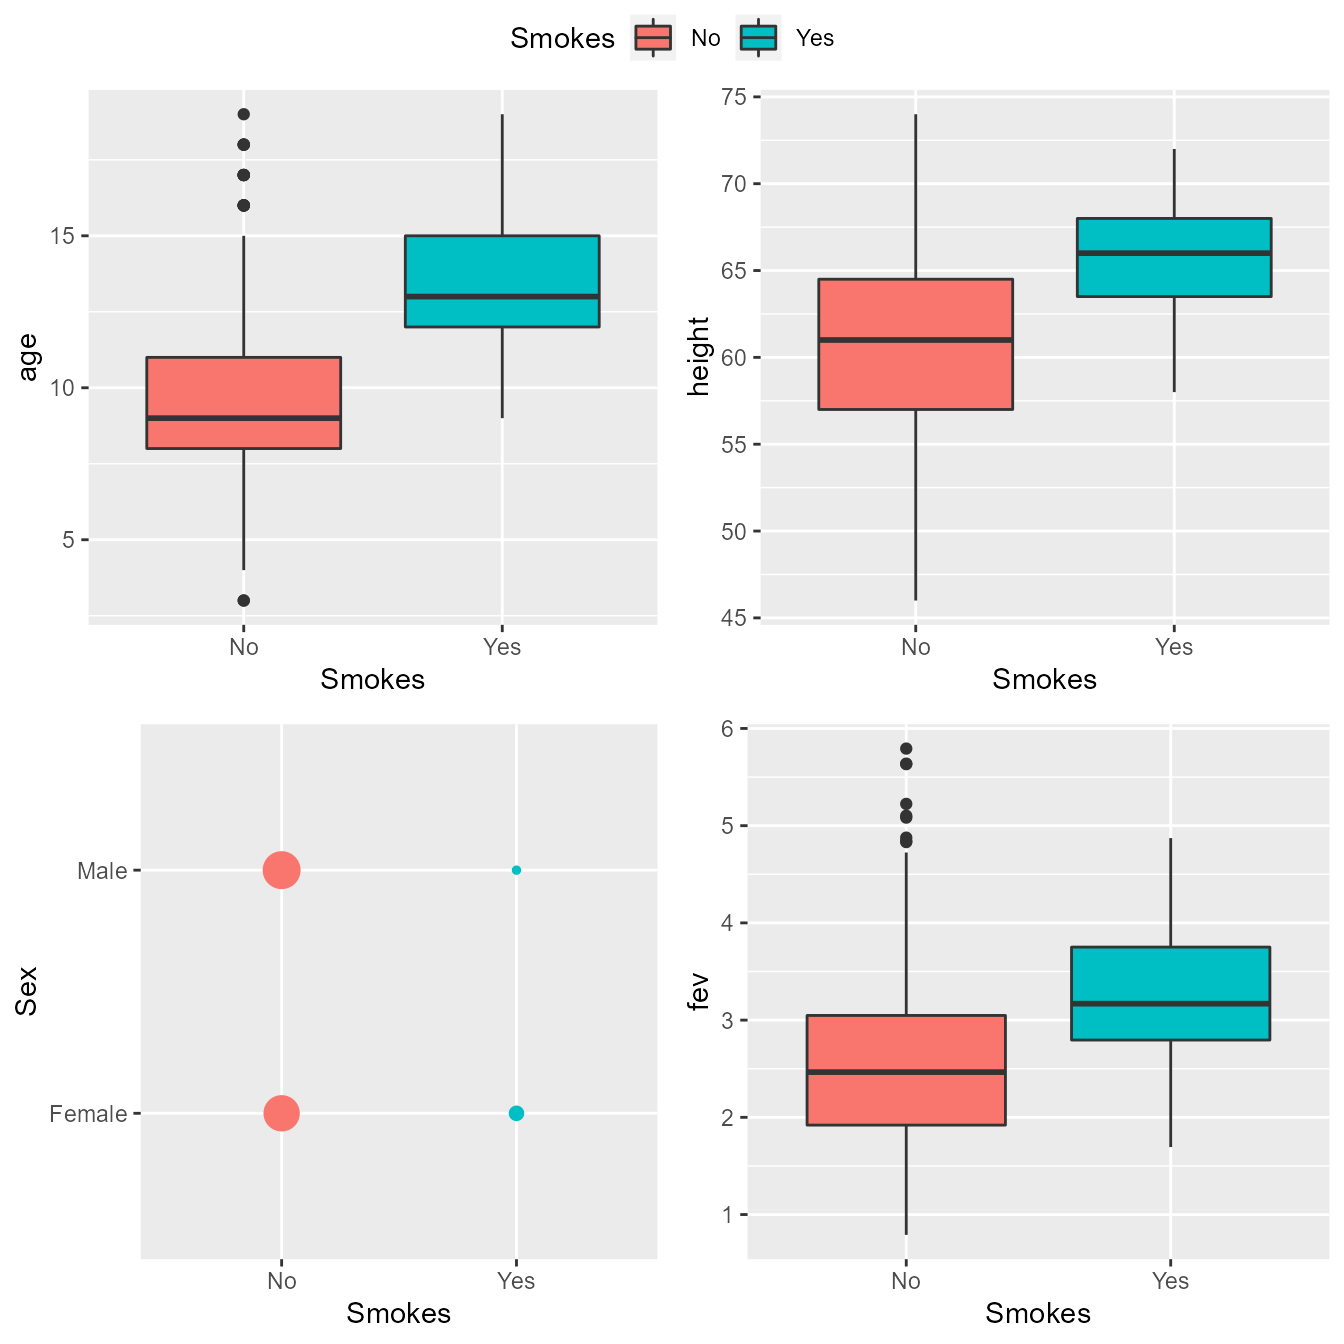 Smokes No Yes
age
15
10
5
No Yes
Smokes
height
75
70
65
60
55
50
45
No Yes
Smokes
Sex
Male
Female
No Yes
Smokes
fev
6
5
4
3
2
1
No Yes
Smokes